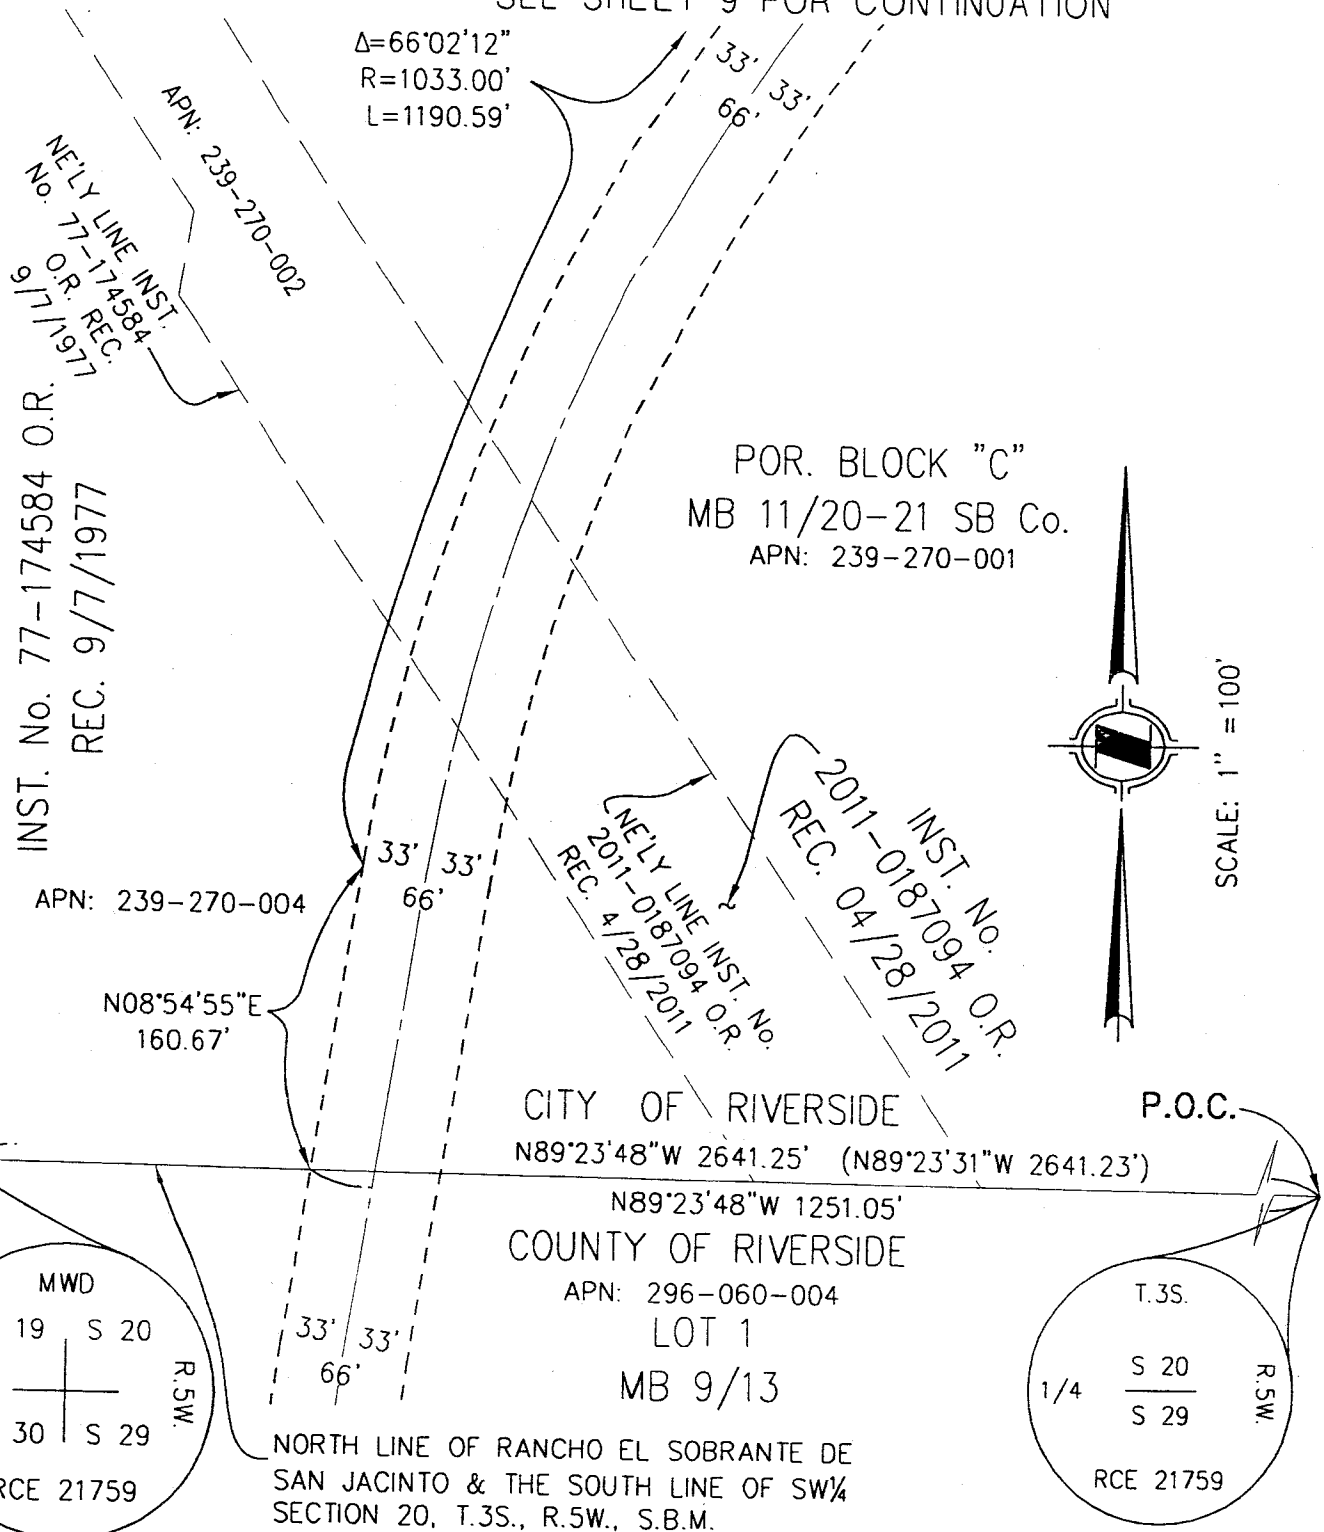 SEE SHEET 9 FOR CONTINUATION
Δ=66°02'12"
R=1033.00'
L=1190.59'
33'
33'
66'
APN: 239-270-002
NE'LY LINE INST.
No. 77-174584
O.R. REC.
9/7/1977
INST. No. 77-174584 O.R.
REC. 9/7/1977
POR. BLOCK "C"
MB 11/20-21 SB Co.
APN: 239-270-001
SCALE: 1" = 100'
33'
33'
66'
APN: 239-270-004
NE'LY LINE INST. No.
2011-0187094 O.R.
REC. 4/28/2011
INST. No.
2011-0187094 O.R.
REC. 04/28/2011
N08°54'55"E
160.67'
CITY OF RIVERSIDE
P.O.C.
N89°23'48"W 2641.25' (N89°23'31"W 2641.23')
N89°23'48"W 1251.05'
COUNTY OF RIVERSIDE
APN: 296-060-004
LOT 1
MB 9/13
33'
33'
66'
MWD
19 S 20
30 S 29
R.5W.
RCE 21759
T.3S.
S 20
1/4
S 29
R.5W.
RCE 21759
NORTH LINE OF RANCHO EL SOBRANTE DE
SAN JACINTO & THE SOUTH LINE OF SW¼
SECTION 20, T.3S., R.5W., S.B.M.